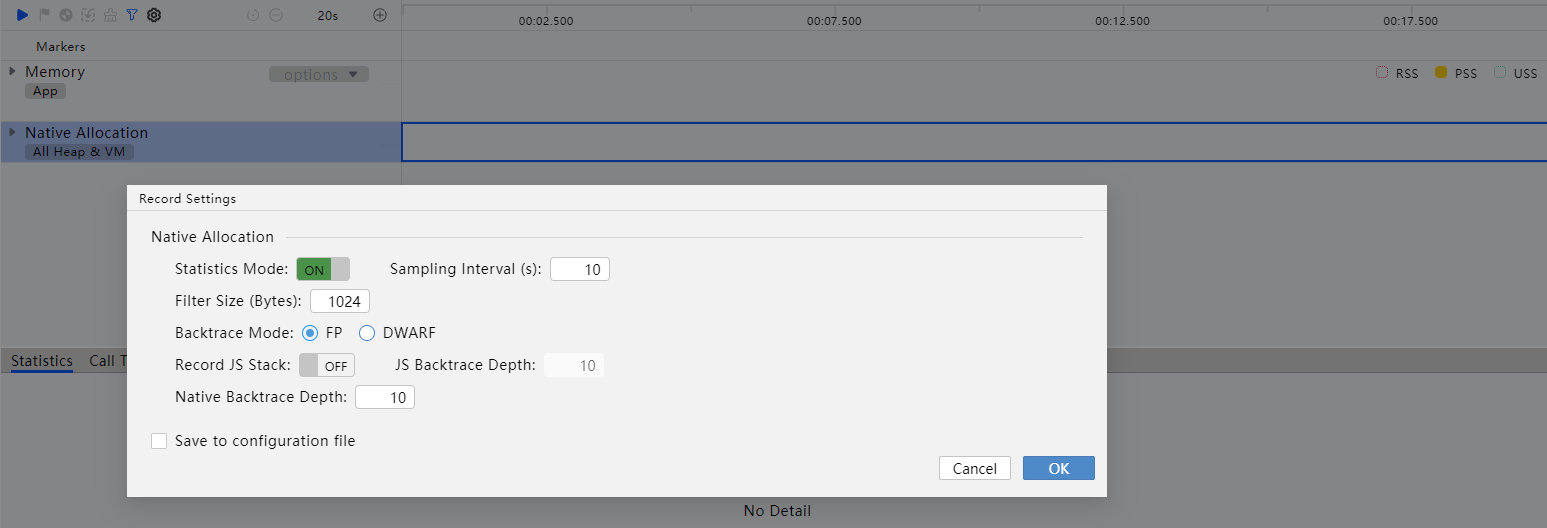 20s
00:02.500 00:07.500 00:12.500 00:17.500
Markers
Memory options RSS PSS USS
App
Native Allocation
All Heap & VM
Record Settings
Native Allocation
Statistics Mode: ON Sampling Interval (s): 10
Filter Size (Bytes): 1024
Backtrace Mode: FP DWARF
Record JS Stack: OFF JS Backtrace Depth: 10
Statistics Call T
Native Backtrace Depth: 10
Save to configuration file
Cancel OK
No Detail